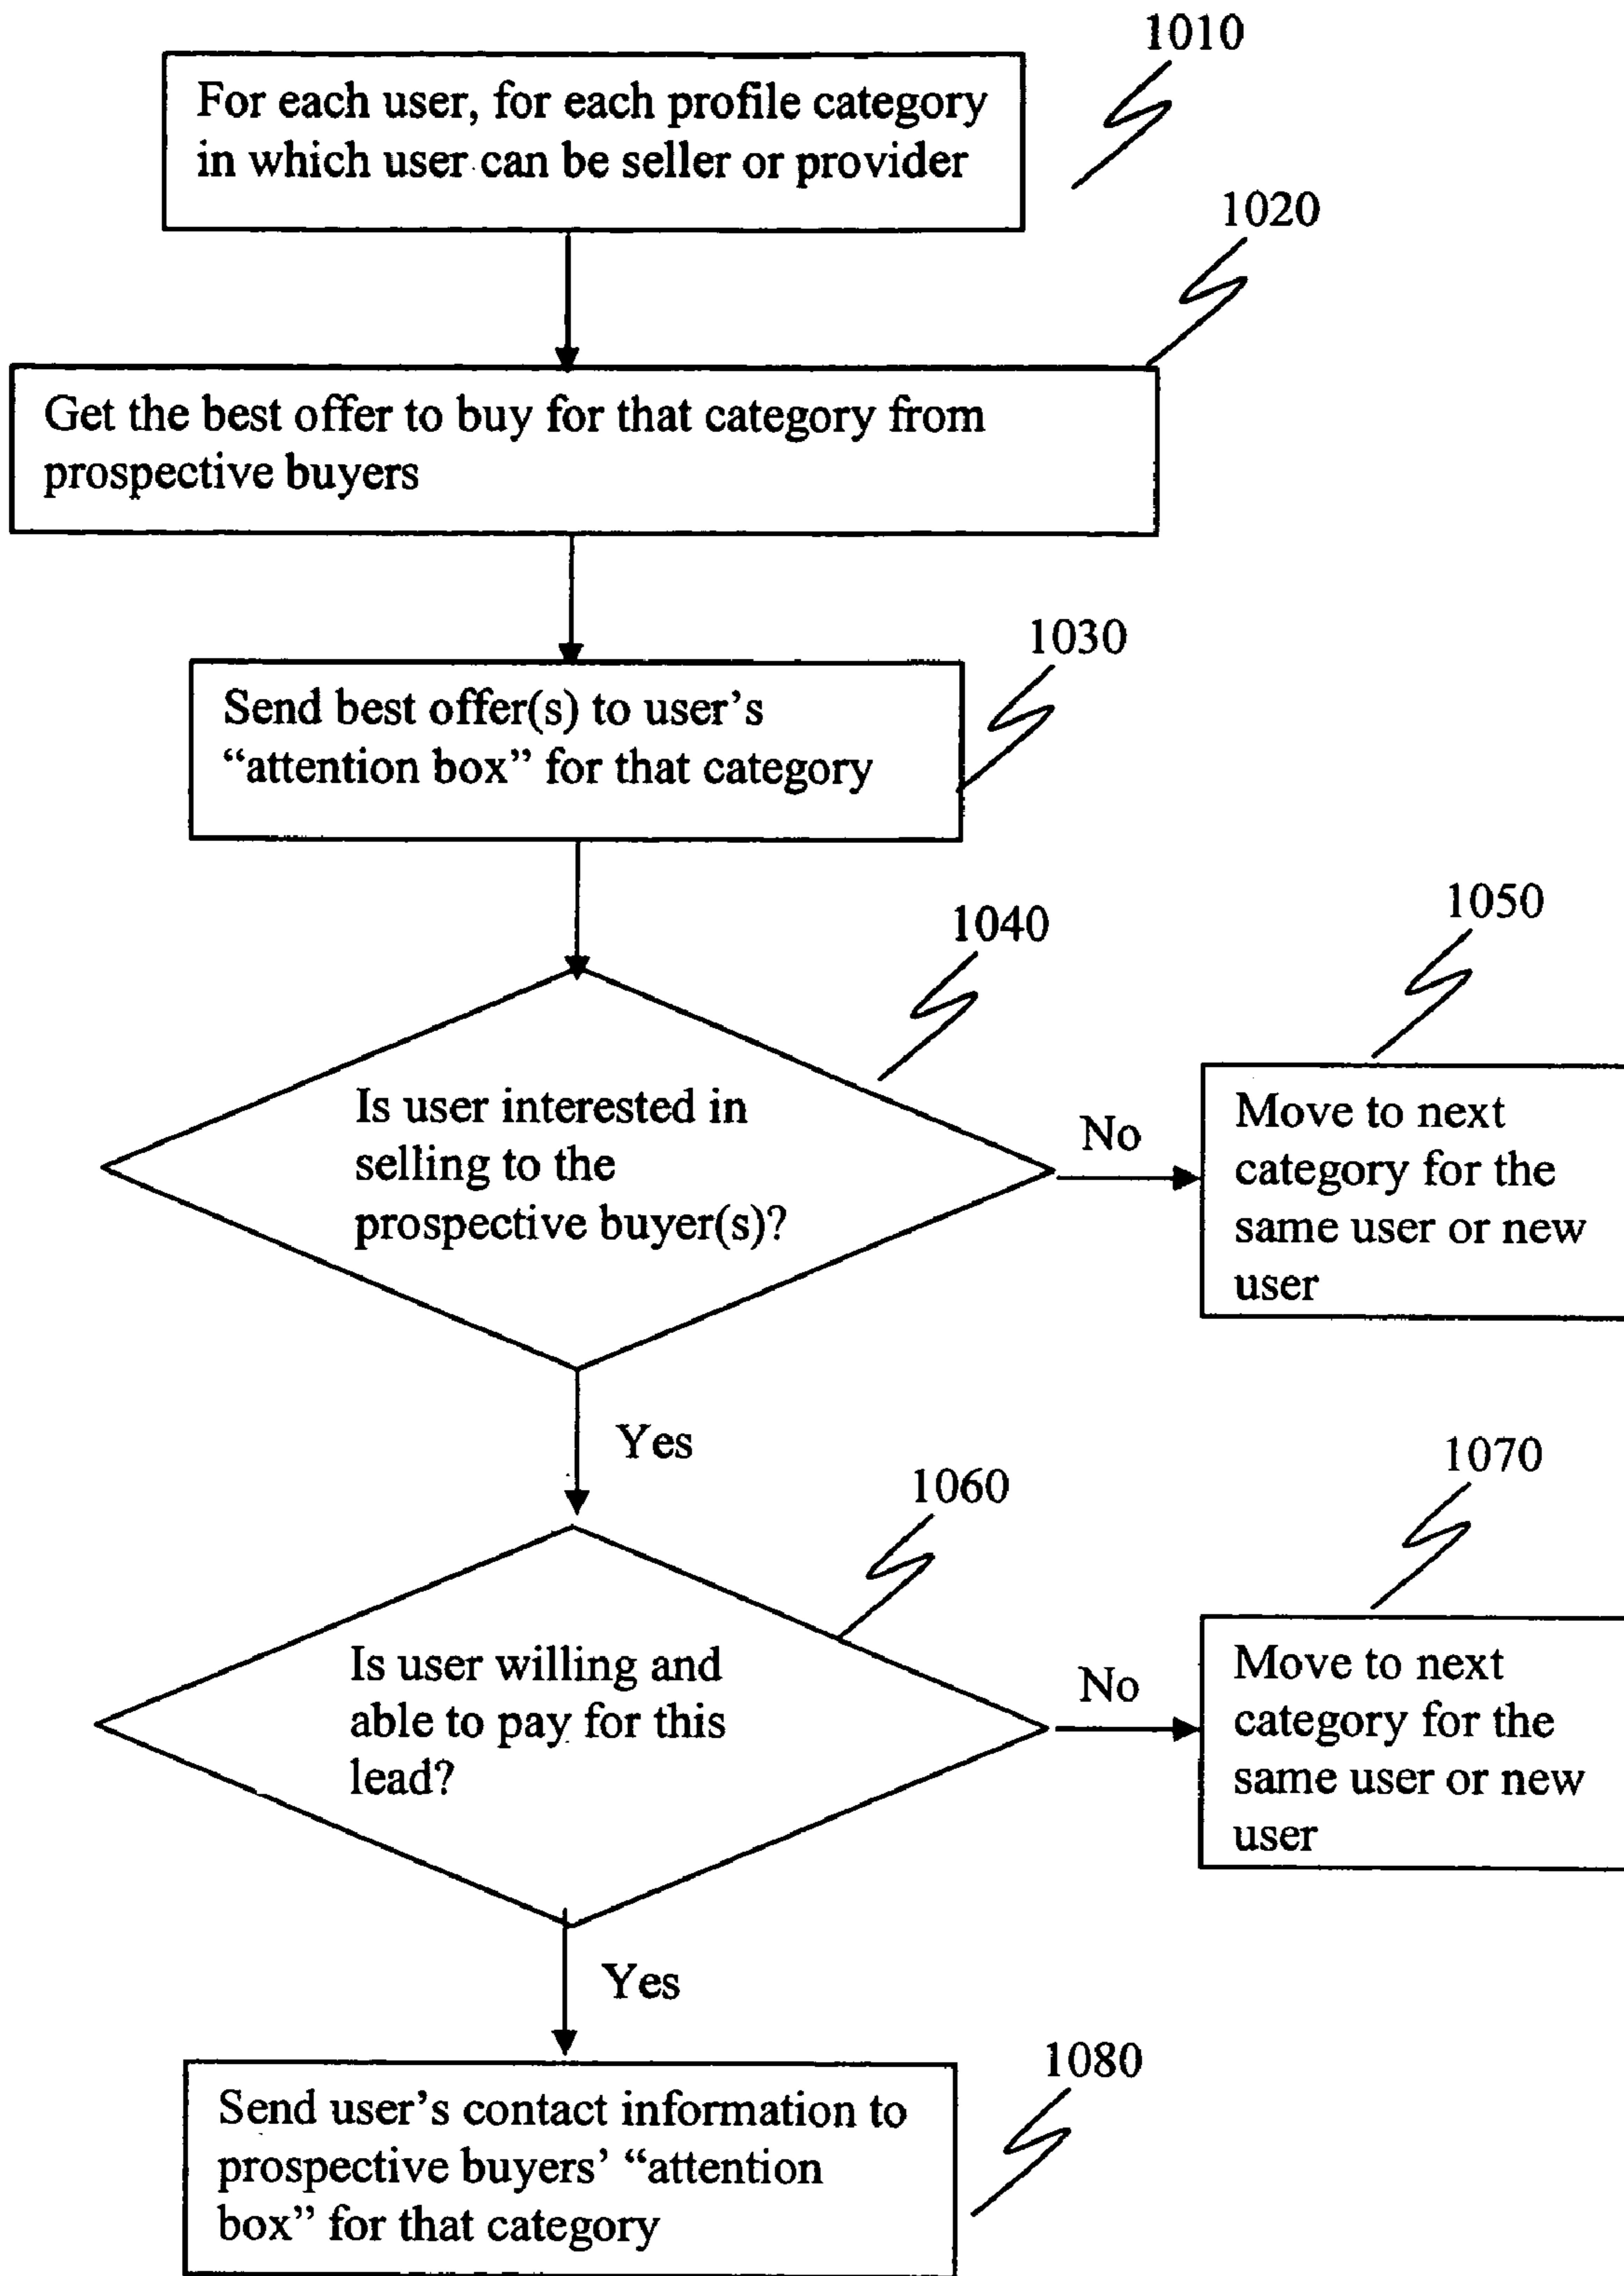 1010
For each user, for each profile category
in which user can be seller or provider
1020
Get the best offer to buy for that category from
prospective buyers
1030
Send best offer(s) to user’s
“attention box” for that category
1040
1050
Is user interested in
selling to the
prospective buyer(s)?
No
Move to next
category for the
same user or new
user
Yes
1060
1070
Is user willing and
able to pay for this
lead?
No
Move to next
category for the
same user or new
user
Yes
1080
Send user’s contact information to
prospective buyers’ “attention
box” for that category